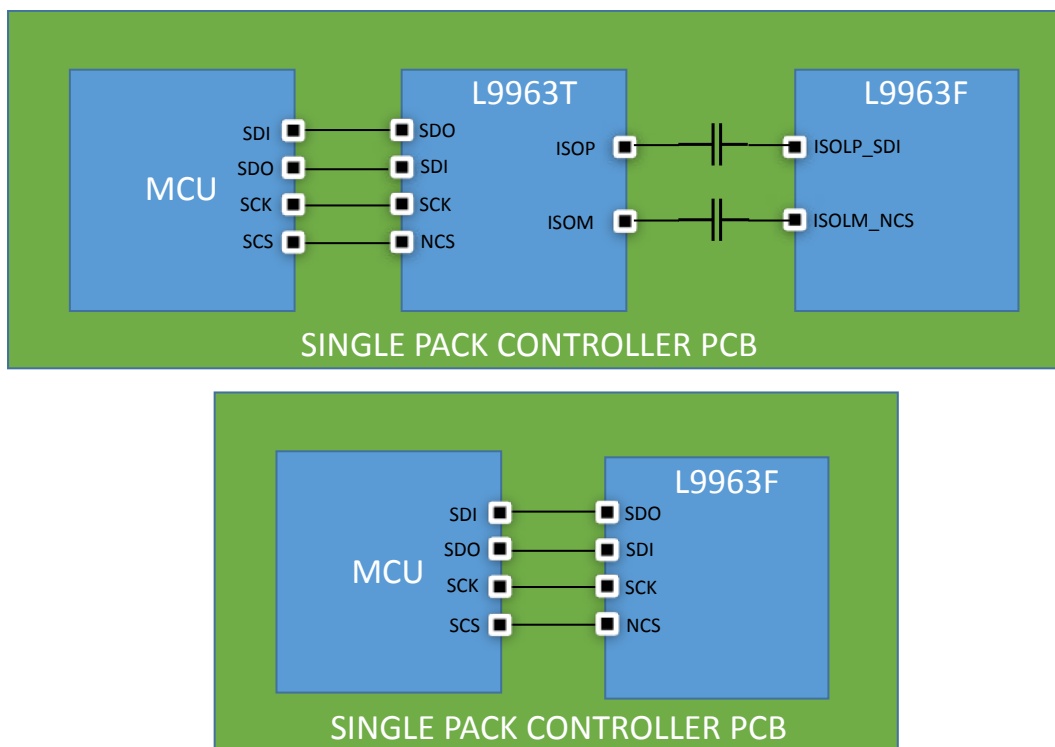 L9963T
L9963F
SDI
SDO
SDO
SDI
ISOP
ISOLP_SDI
MCU
SCK
SCK
SCS
NCS
ISOM
ISOLM_NCS
SINGLE PACK CONTROLLER PCB
L9963F
SDI
SDO
SDO
SDI
MCU
SCK
SCK
SCS
NCS
SINGLE PACK CONTROLLER PCB